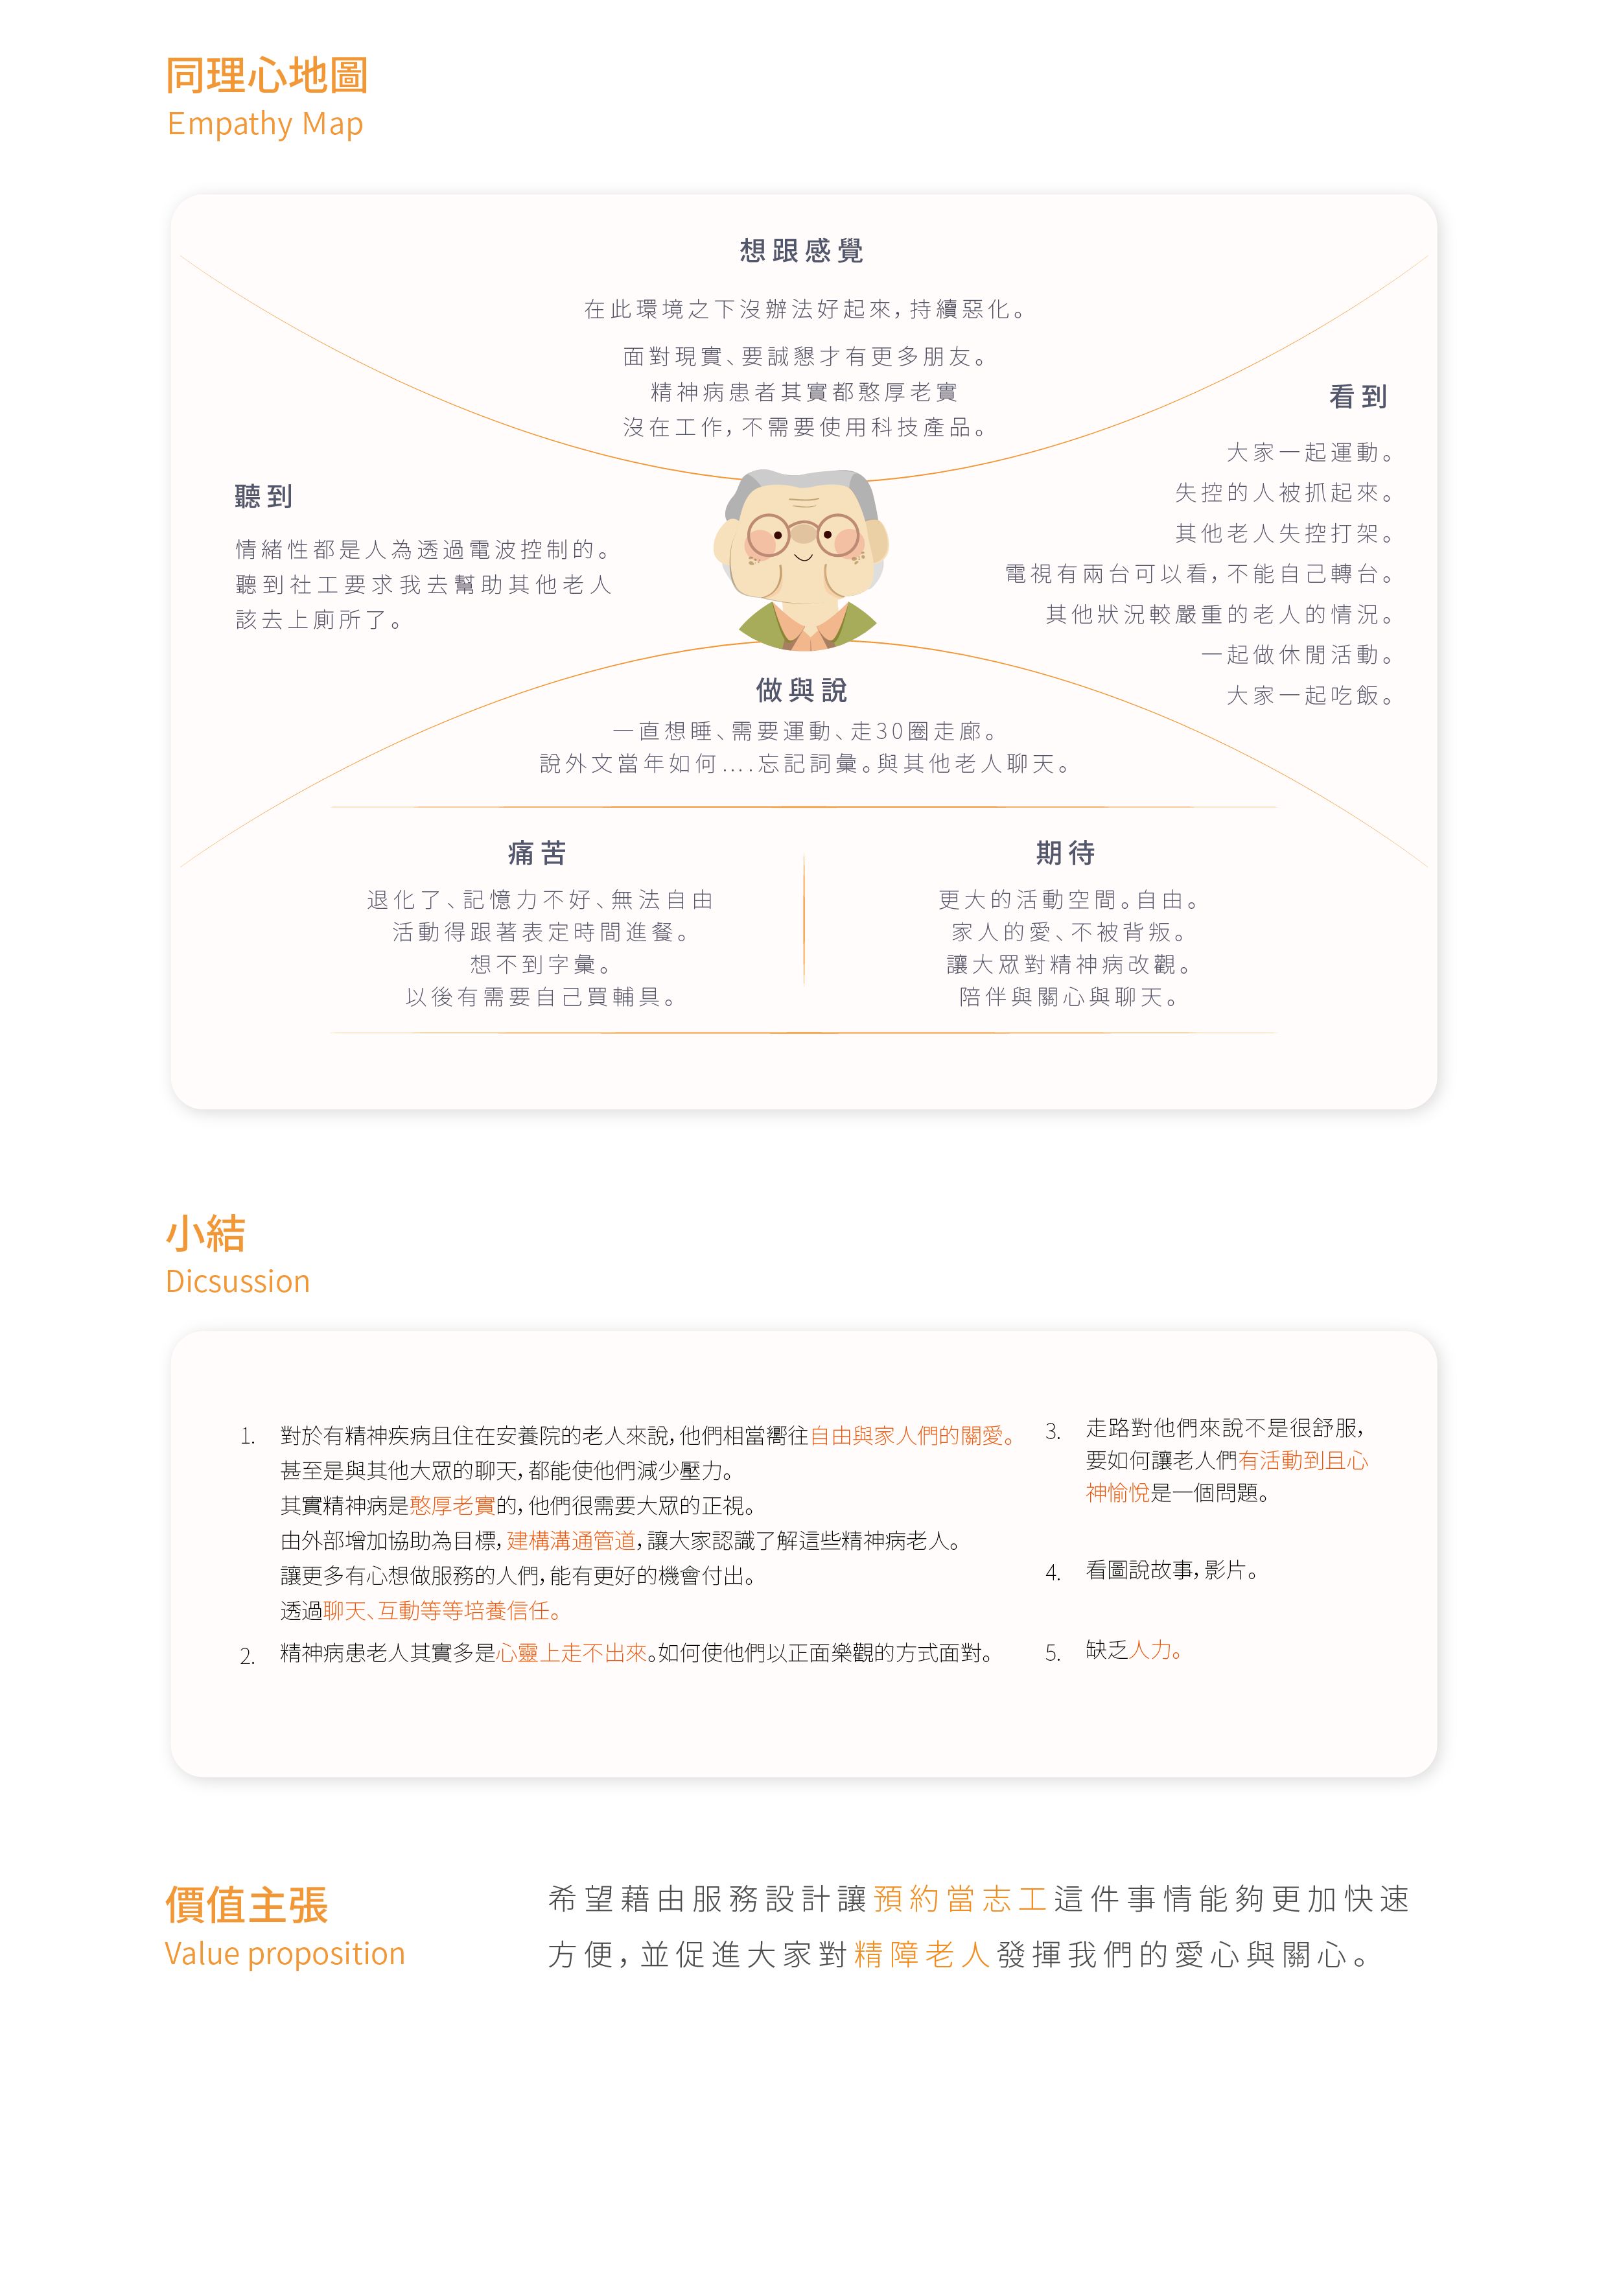 同理心地圖
Empathy Map
想跟感覺
在此環境之下沒辦法好起來，持續惡化。
面對現實、要誠懇才有更多朋友。
精神病患者其實都憨厚老實
沒在工作，不需要使用科技產品。
聽到
情緒性都是人為透過電波控制的。
聽到社工要求我去幫助其他老人
該去上廁所了。
看到
大家一起運動。
失控的人被抓起來。
其他老人失控打架。
電視有兩台可以看，不能自己轉台。
其他狀況較嚴重的老人的情況。
一起做休閒活動。
大家一起吃飯。
做與說
一直想睡、需要運動、走30圈走廊。
說外文當年如何....忘記詞彙。與其他老人聊天。
痛苦
退化了、記憶力不好、無法自由
活動得跟著表定時間進餐。
想不到字彙。
以後有需要自己買輔具。
期待
更大的活動空間。自由。
家人的愛、不被背叛。
讓大眾對精神病改觀。
陪伴與關心與聊天。
小結
Dicsussion
1. 對於有精神疾病且住在安養院的老人來說，他們相當嚮往自由與家人們的關愛。
甚至是與其他大眾的聊天，都能使他們減少壓力。
其實精神病是憨厚老實的，他們很需要大眾的正視。
由外部增加協助為目標，建構溝通管道，讓大家認識了解這些精神病老人。
讓更多有心想做服務的人們，能有更好的機會付出。
透過聊天、互動等等培養信任。
2. 精神病患老人其實多是心靈上走不出來。如何使他們以正面樂觀的方式面對。
3. 走路對他們來說不是很舒服，
要如何讓老人們有活動到且心
神愉悅是一個問題。
4. 看圖說故事，影片。
5. 缺乏人力。
價值主張
Value proposition
希望藉由服務設計讓預約當志工這件事情能夠更加快速
方便，並促進大家對精障老人發揮我們的愛心與關心。